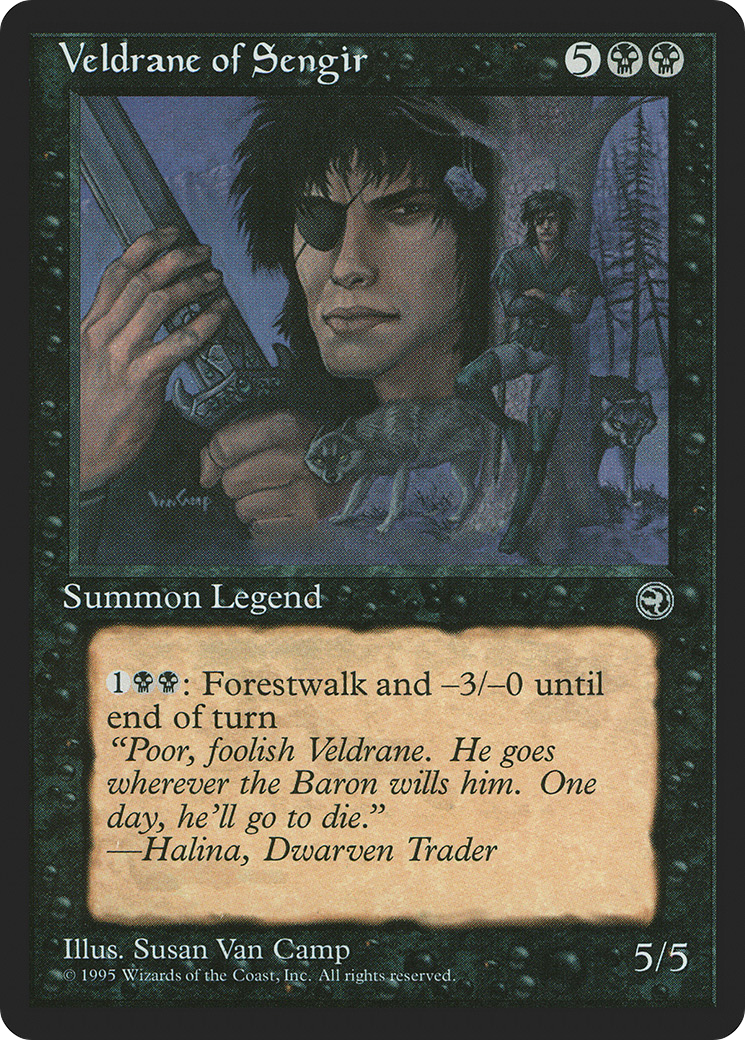 Veldrane of Sengir 5
VanCamp
Summon Legend
1: Forestwalk and –3/–0 until
end of turn
“Poor, foolish Veldrane. He goes
wherever the Baron wills him. One
day, he’ll go to die.”
—Halina, Dwarven Trader
Illus. Susan Van Camp
© 1995 Wizards of the Coast, Inc. All rights reserved.
5/5